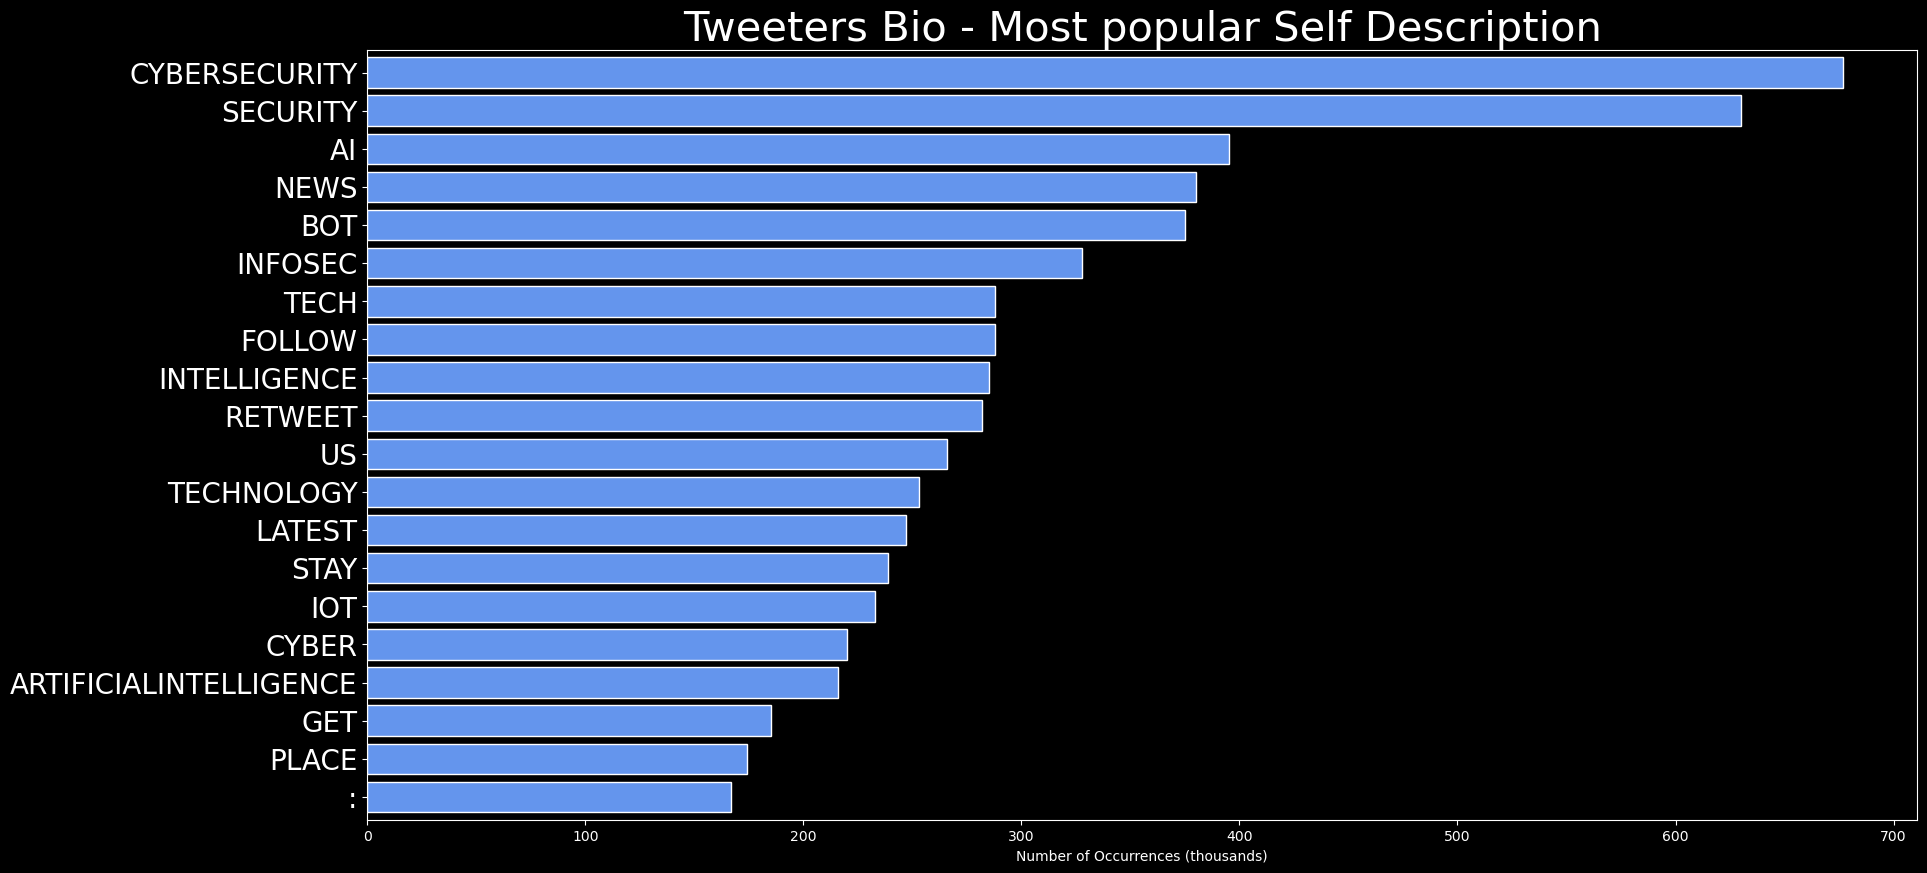 Tweeters Bio - Most popular Self Description
CYBERSECURITY
SECURITY
AI
NEWS
BOT
INFOSEC
TECH
FOLLOW
INTELLIGENCE
RETWEET
US
TECHNOLOGY
LATEST
STAY
IOT
CYBER
ARTIFICIALINTELLIGENCE
GET
PLACE
:
0 100 200 300 400 500 600 700
Number of Occurrences (thousands)